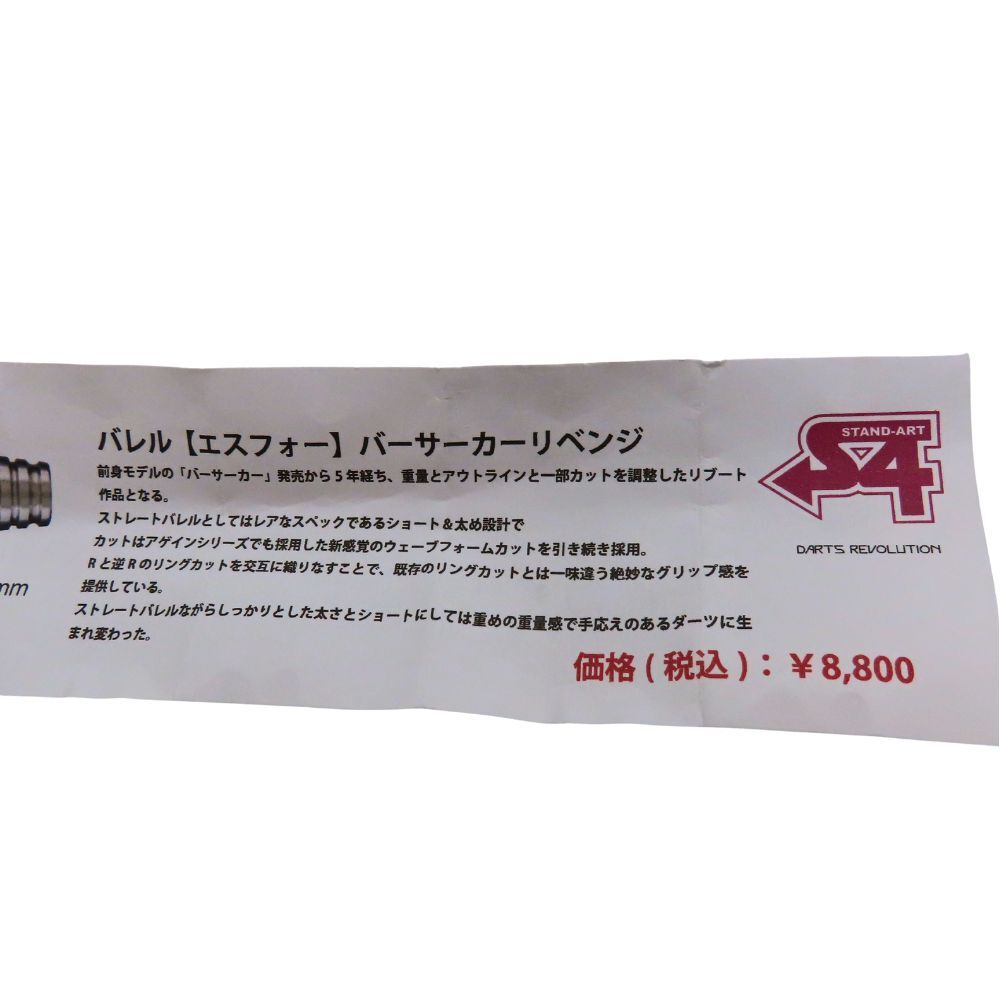 バレル【エスフォー】バーサーカーリベンジ
前身モデルの「バーサーカー」発売から5年経ち、重量とアウトラインと一部カットを調整したリブート
作品となる。
ストレートバレルとしてはレアなスペックであるショート&太め設計で
カットはアゲインシリーズでも採用した新感覚のウェーブフォームカットを引き続き採用。
Rと逆Rのリングカットを交互に織りなすことで、既存のリングカットとは一味違う絶妙なグリップ感を
提供している。
ストレートバレルながらしっかりとした太さとショートにしては重めの重量感で手応えのあるダーツに生
まれ変わった。
価格(税込):¥8,800
STAND-ART
S4
DARTS REVOLUTION
mm